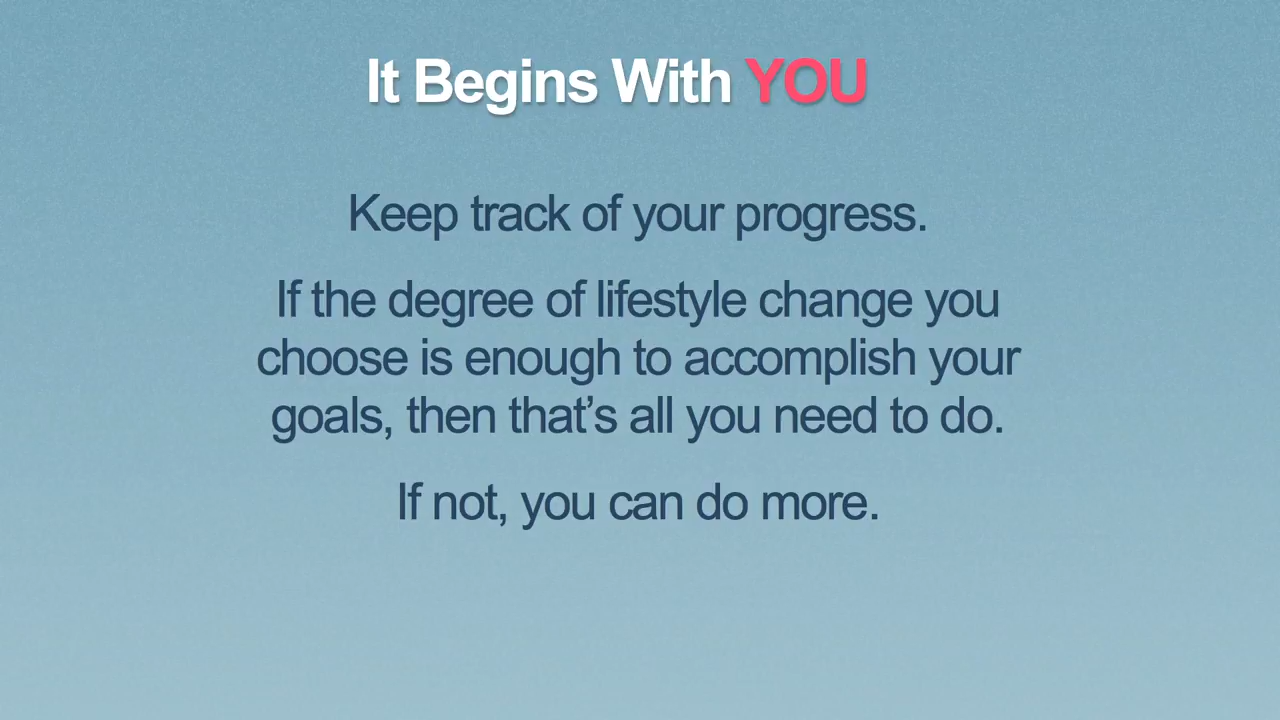 It Begins With YOU
Keep track of your progress.
If the degree of lifestyle change you
choose is enough to accomplish your
goals, then that’s all you need to do.
If not, you can do more.